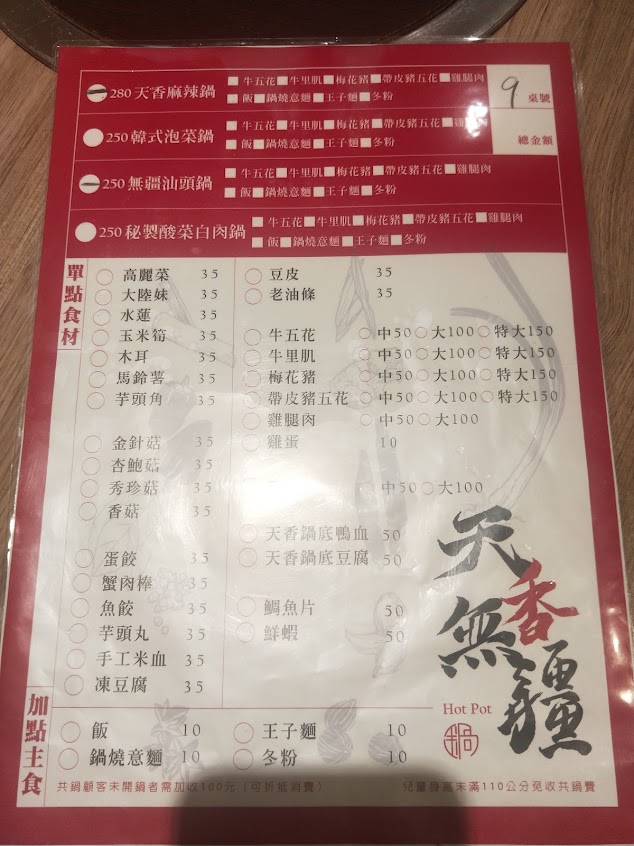 280 天香麻辣鍋 牛五花 牛里肌 梅花豬 帶皮豬五花 雞腿肉
飯 鍋燒意麵 王子麵 冬粉
9 桌號
250 韓式泡菜鍋 牛五花 牛里肌 梅花豬 帶皮豬五花 雞腿肉
飯 鍋燒意麵 王子麵 冬粉
總金額
250 無疆汕頭鍋 牛五花 牛里肌 梅花豬 帶皮豬五花 雞腿肉
飯 鍋燒意麵 王子麵 冬粉
250 秘製酸菜白肉鍋 牛五花 牛里肌 梅花豬 帶皮豬五花 雞腿肉
飯 鍋燒意麵 王子麵 冬粉
單點食材
高麗菜 35
大陸妹 35
水蓮 35
玉米筍 35
木耳 35
馬鈴薯 35
芋頭角 35
金針菇 35
杏鮑菇 35
秀珍菇 35
香菇 35
蛋餃 35
蟹肉棒 35
魚餃 35
芋頭丸 35
手工米血 35
凍豆腐 35
豆皮 35
老油條 35
牛五花 中50 大100 特大150
牛里肌 中50 大100 特大150
梅花豬 中50 大100 特大150
帶皮豬五花 中50 大100 特大150
雞腿肉 中50 大100
雞蛋 10
中50 大100
天香鍋底鴨血 50
天香鍋底豆腐 50
鯛魚片 50
鮮蝦 50
天香無疆
Hot Pot
加點主食
飯 10 王子麵 10
鍋燒意麵 10 冬粉 10
共鍋顧客未開鍋者需加收100元（可折抵消費） 兒童身高未滿110公分免收共鍋費